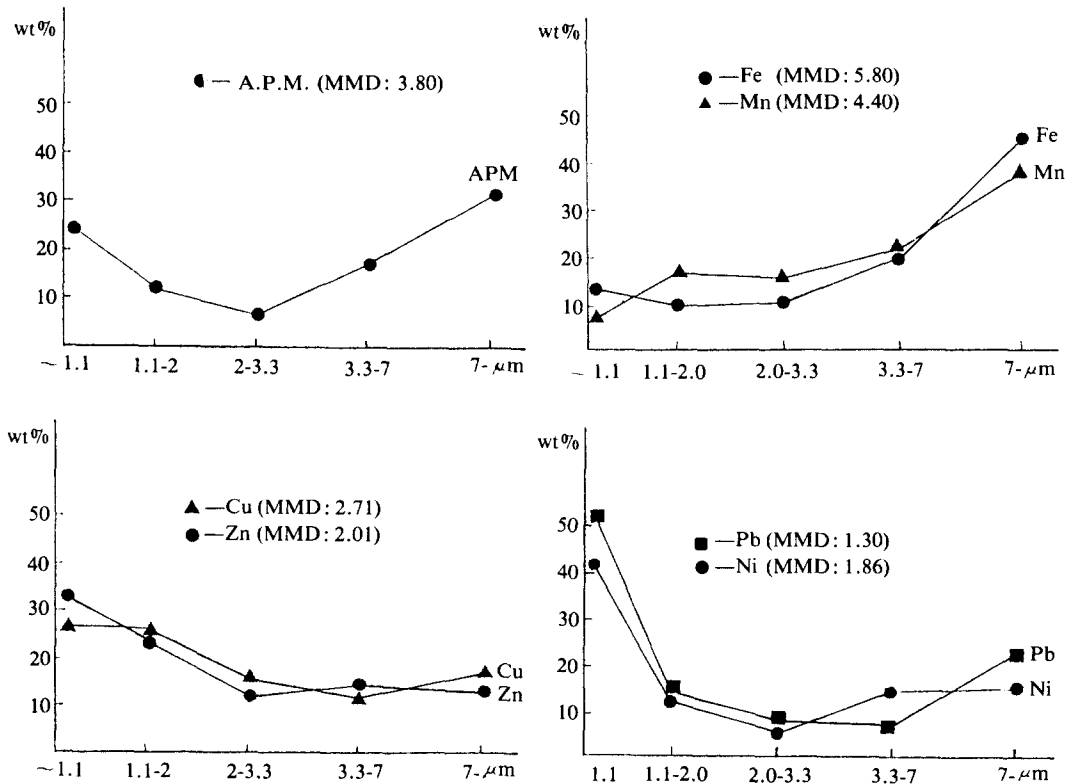 wt%
A.P.M. (MMD: 3.80)
50
40
30
20
10
APM
~1.1 1.1-2 2-3.3 3.3-7 7-μm
wt%
Fe (MMD: 5.80)
Mn (MMD: 4.40)
50
40
30
20
10
Fe
Mn
~1.1 1.1-2.0 2.0-3.3 3.3-7 7-μm
wt%
Cu (MMD: 2.71)
Zn (MMD: 2.01)
50
40
30
20
10
Cu
Zn
~1.1 1.1-2 2-3.3 3.3-7 7-μm
wt%
Pb (MMD: 1.30)
Ni (MMD: 1.86)
50
40
30
20
10
Pb
Ni
1.1 1.1-2.0 2.0-3.3 3.3-7 7-μm